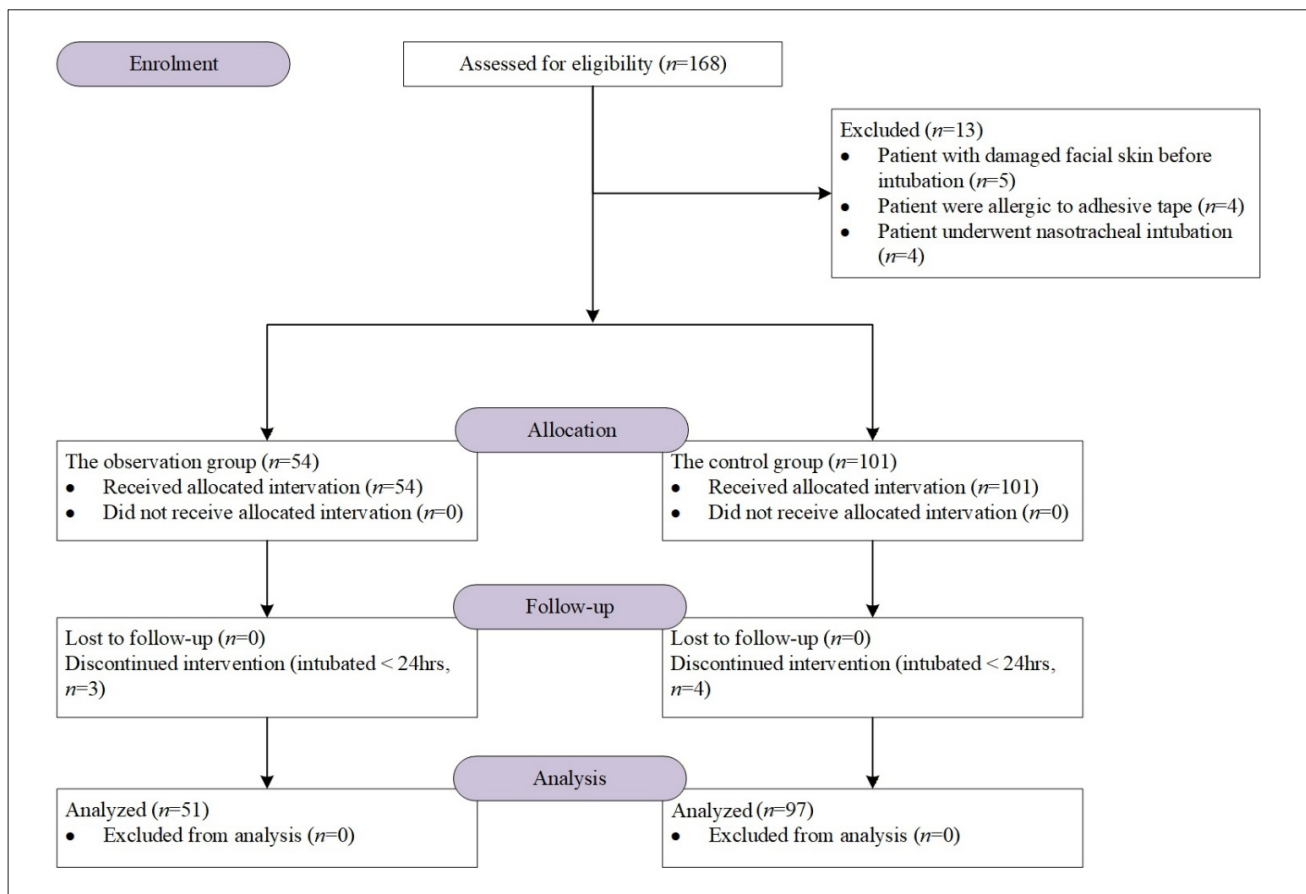 Enrolment
Assessed for eligibility (n=168)
Excluded (n=13)
● Patient with damaged facial skin before
intubation (n=5)
● Patient were allergic to adhesive tape (n=4)
● Patient underwent nasotracheal intubation
(n=4)
Allocation
The observation group (n=54)
● Received allocated intervation (n=54)
● Did not receive allocated intervation (n=0)
The control group (n=101)
● Received allocated intervation (n=101)
● Did not receive allocated intervation (n=0)
Follow-up
Lost to follow-up (n=0)
Discontinued intervention (intubated < 24hrs,
n=3)
Lost to follow-up (n=0)
Discontinued intervention (intubated < 24hrs,
n=4)
Analysis
Analyzed (n=51)
● Excluded from analysis (n=0)
Analyzed (n=97)
● Excluded from analysis (n=0)